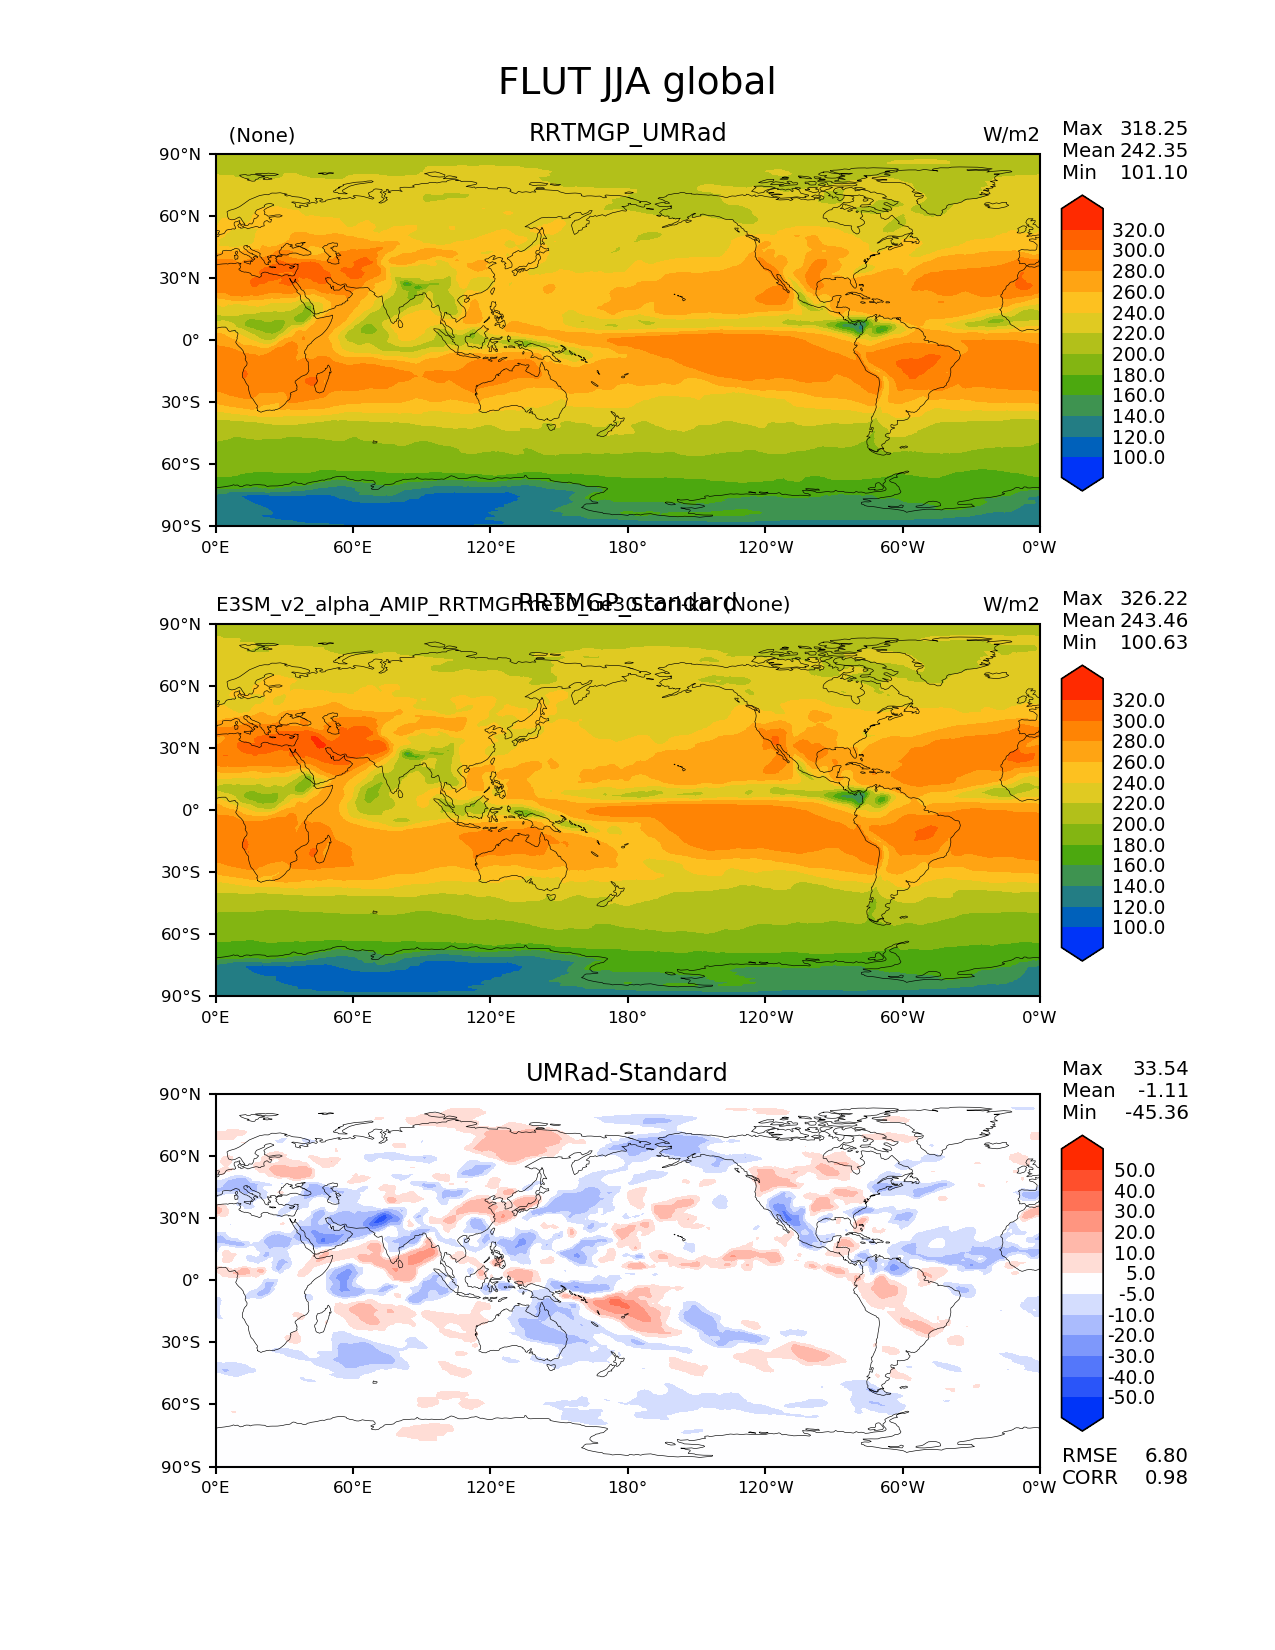 FLUT JJA global
(None) RRTMGP_UMRad W/m2
Max 318.25
Mean 242.35
Min 101.10
90°N
60°N
30°N
0°
30°S
60°S
90°S
0°E 60°E 120°E 180° 120°W 60°W 0°W
320.0
300.0
280.0
260.0
240.0
220.0
200.0
180.0
160.0
140.0
120.0
100.0
RRTMGP_standard
E3SM_v2_alpha_AMIP_RRTMGP.ne30_ne30.cori-knl (None) W/m2
Max 326.22
Mean 243.46
Min 100.63
90°N
60°N
30°N
0°
30°S
60°S
90°S
0°E 60°E 120°E 180° 120°W 60°W 0°W
320.0
300.0
280.0
260.0
240.0
220.0
200.0
180.0
160.0
140.0
120.0
100.0
UMRad-Standard
Max 33.54
Mean -1.11
Min -45.36
90°N
60°N
30°N
0°
30°S
60°S
90°S
0°E 60°E 120°E 180° 120°W 60°W 0°W
50.0
40.0
30.0
20.0
10.0
5.0
-5.0
-10.0
-20.0
-30.0
-40.0
-50.0
RMSE 6.80
CORR 0.98